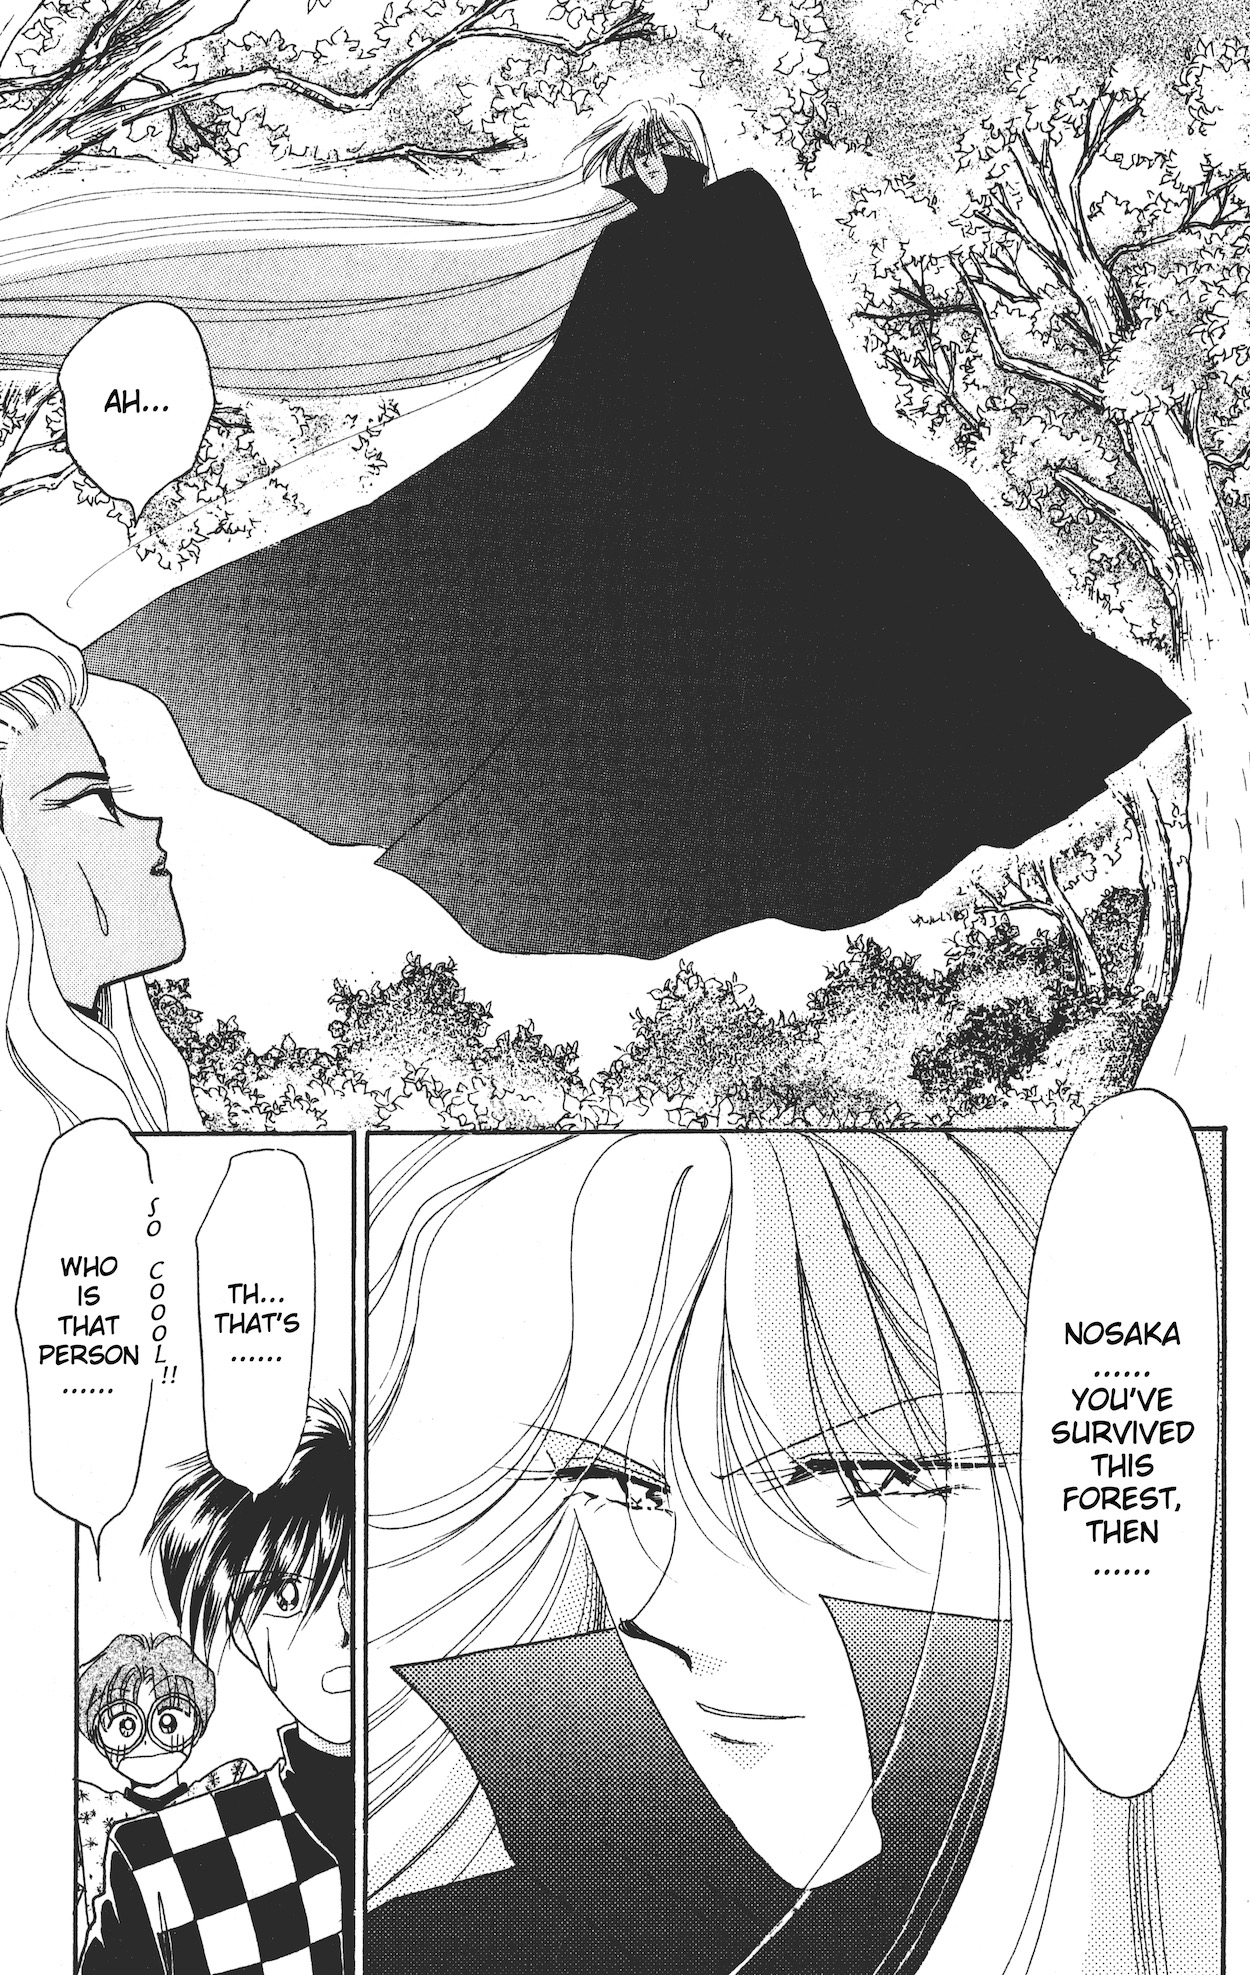 AH...
NOSAKA
......
YOU'VE
SURVIVED
THIS
FOREST,
THEN
......
TH...
THAT'S
......
WHO
IS
THAT
PERSON
......
SO COOOL!!